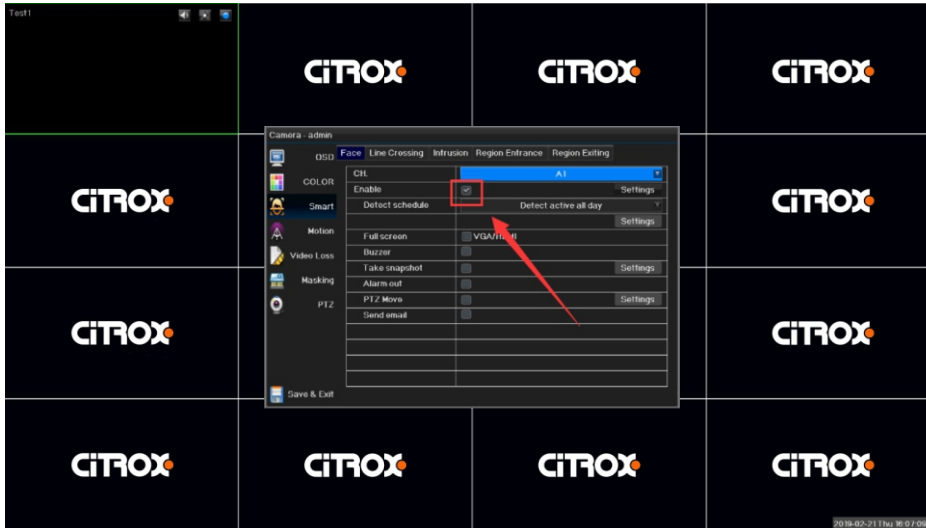 Test1
CiTROX CiTROX CiTROX
Camera - admin
OSD Face Line Crossing Intrusion Region Entrance Region Exiting
CH. A1
COLOR
Enable Settings
Smart Detect schedule Detect active all day
Settings
Motion
Full screen
Buzzer
Video Loss
Take snapshot Settings
Masking
Alarm out
PTZ
PTZ Move Settings
Send email
Save & Exit
CiTROX CiTROX
CiTROX CiTROX
CiTROX CiTROX CiTROX CiTROX
2019-02-21 Thu 16:07:09